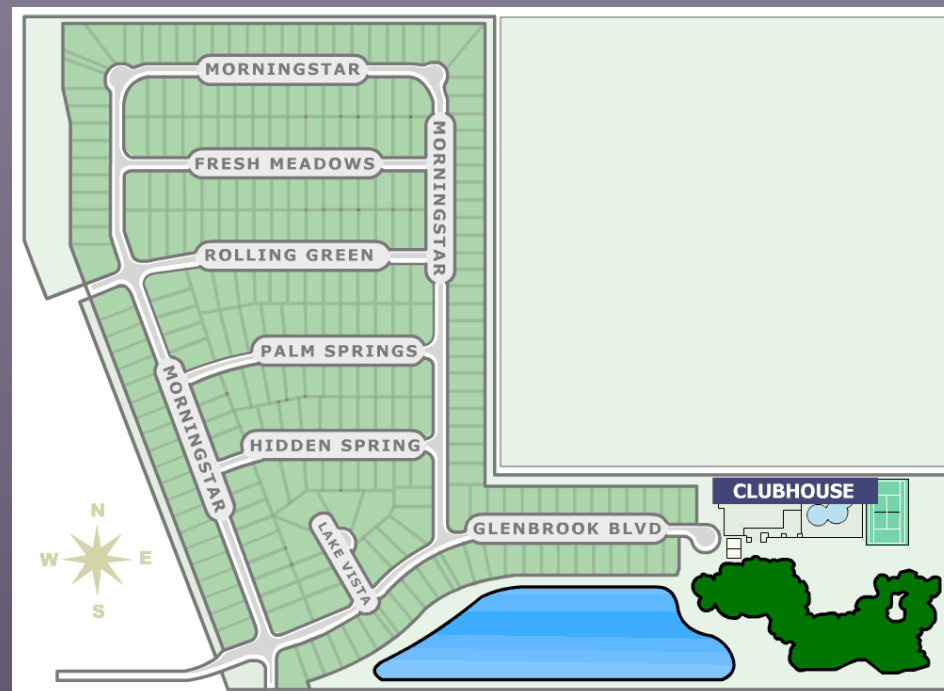 MORNINGSTAR
MORNINGSTAR
FRESH MEADOWS
ROLLING GREEN
PALM SPRINGS
MORNINGSTAR
HIDDEN SPRING
CLUBHOUSE
GLENBROOK BLVD
LAKE VISTA
N
W E
S